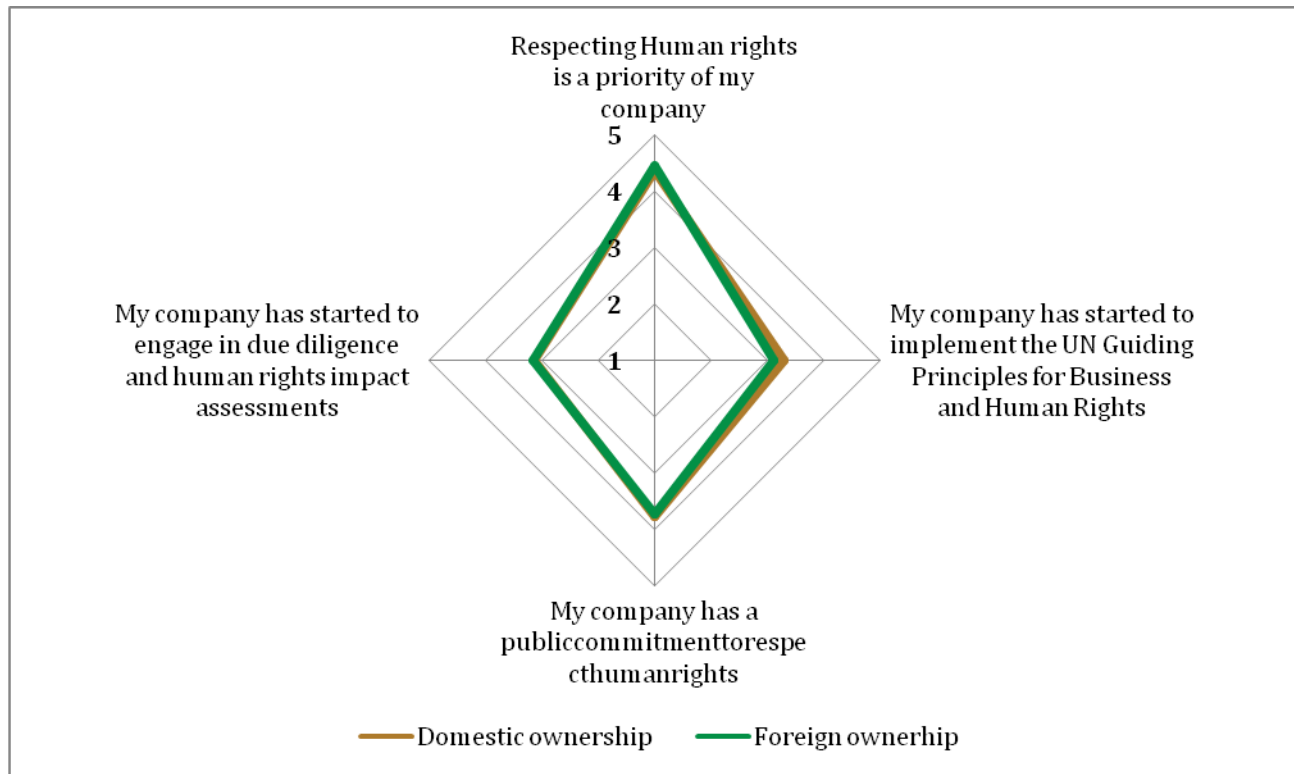 Respecting Human rights
is a priority of my
company
5
4
3
2
1
My company has started to
engage in due diligence
and human rights impact
assessments
My company has started to
implement the UN Guiding
Principles for Business
and Human Rights
My company has a
publiccommitmenttorespe
cthumanrights
Domestic ownership
Foreign ownerhip